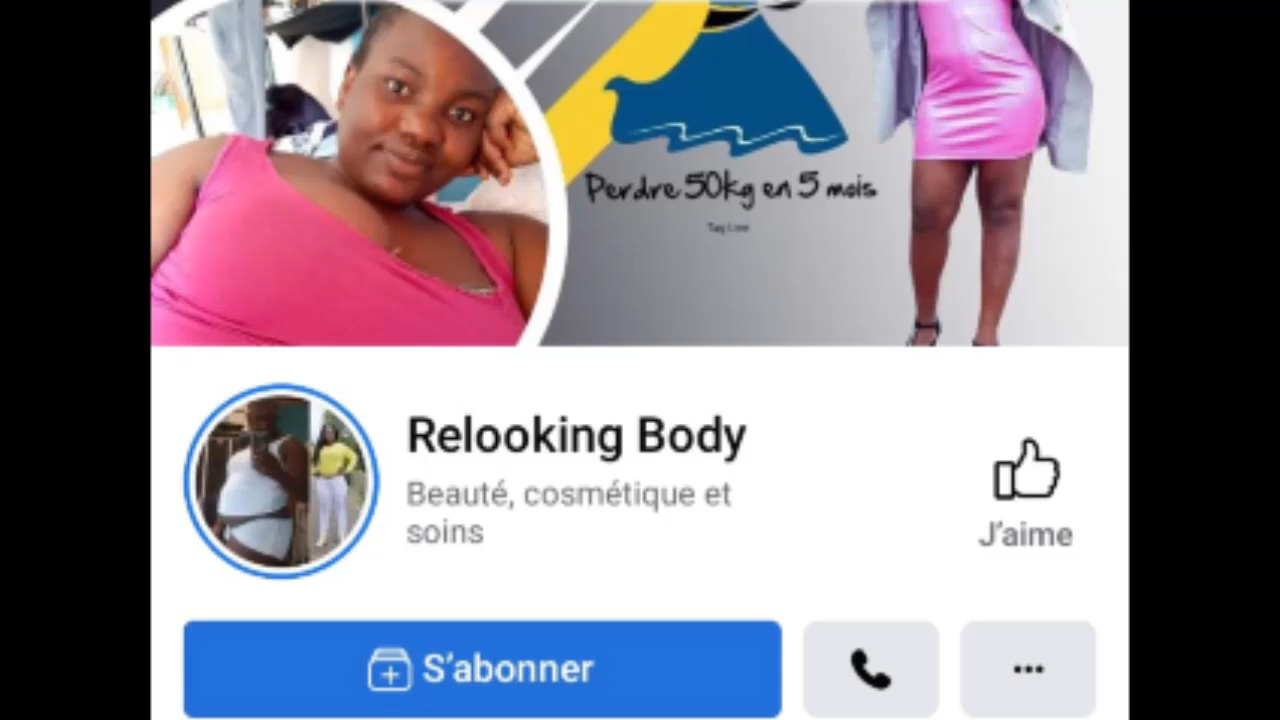 Perdre 50kg en 5 mois
Relooking Body
Beauté, cosmétique et
soins
J'aime
S'abonner